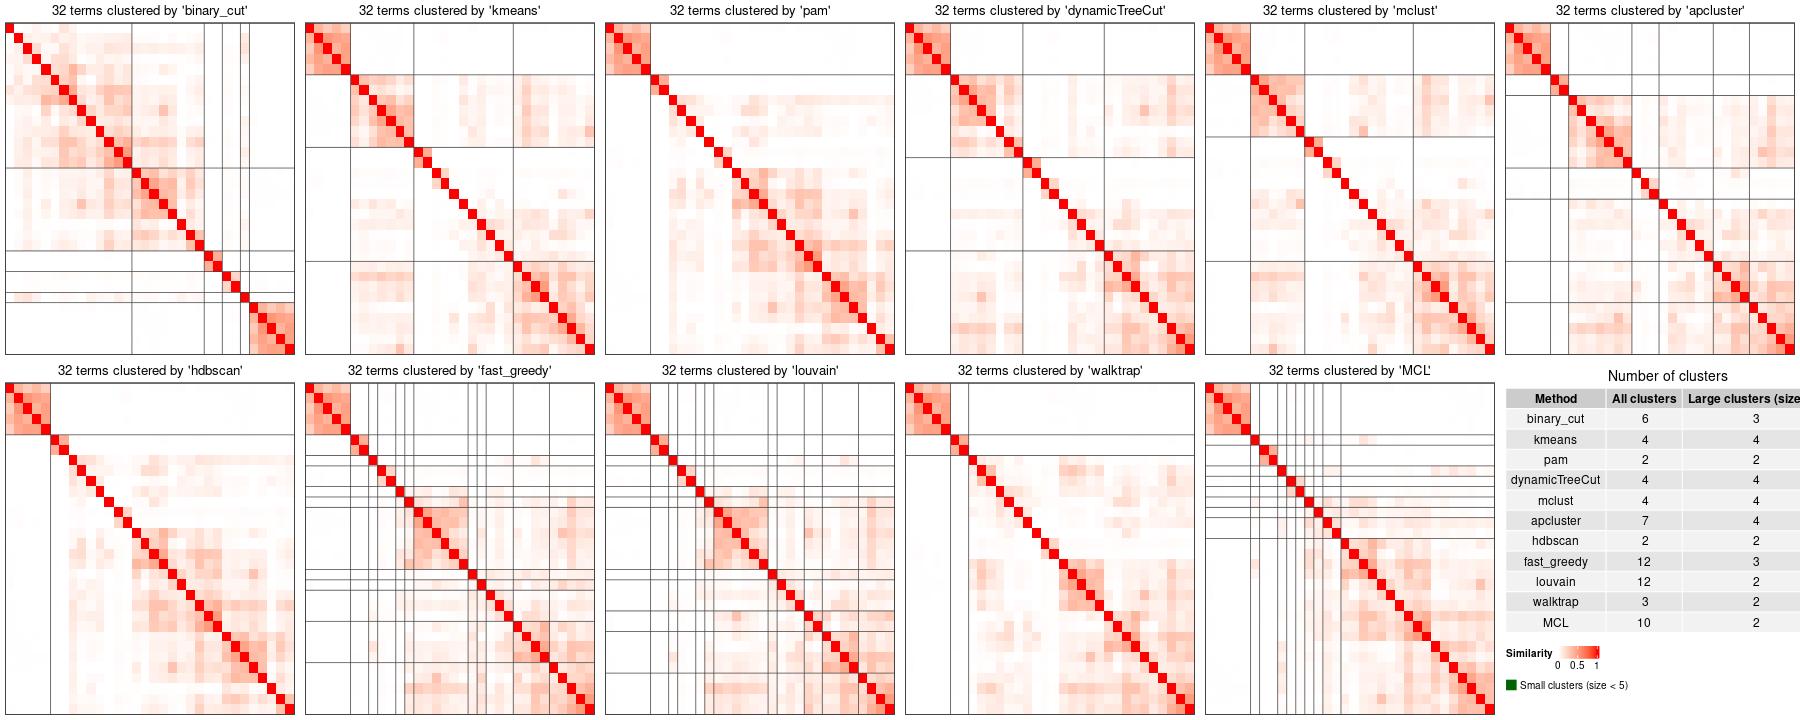 32 terms clustered by 'binary_cut'
32 terms clustered by 'kmeans'
32 terms clustered by 'pam'
32 terms clustered by 'dynamicTreeCut'
32 terms clustered by 'mclust'
32 terms clustered by 'apcluster'
32 terms clustered by 'hdbscan'
32 terms clustered by 'fast_greedy'
32 terms clustered by 'louvain'
32 terms clustered by 'walktrap'
32 terms clustered by 'MCL'
Number of clusters
Method All clusters Large clusters (size
binary_cut 6 3
kmeans 4 4
pam 2 2
dynamicTreeCut 4 4
mclust 4 4
apcluster 7 4
hdbscan 2 2
fast_greedy 12 3
louvain 12 2
walktrap 3 2
MCL 10 2
Similarity
0 0.5 1
Small clusters (size < 5)